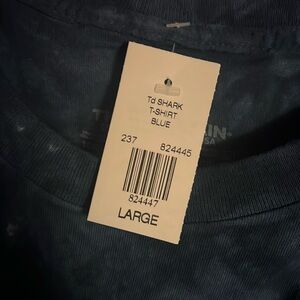 Td SHARK
T-SHIRT
BLUE
237 824445
824447
LARGE